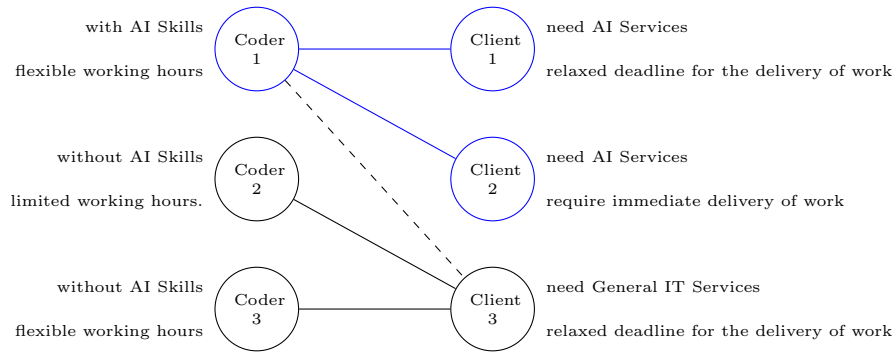 with AI Skills
flexible working hours
Coder
1
Client
1
need AI Services
relaxed deadline for the delivery of work
without AI Skills
limited working hours.
Coder
2
Client
2
need AI Services
require immediate delivery of work
without AI Skills
flexible working hours
Coder
3
Client
3
need General IT Services
relaxed deadline for the delivery of work